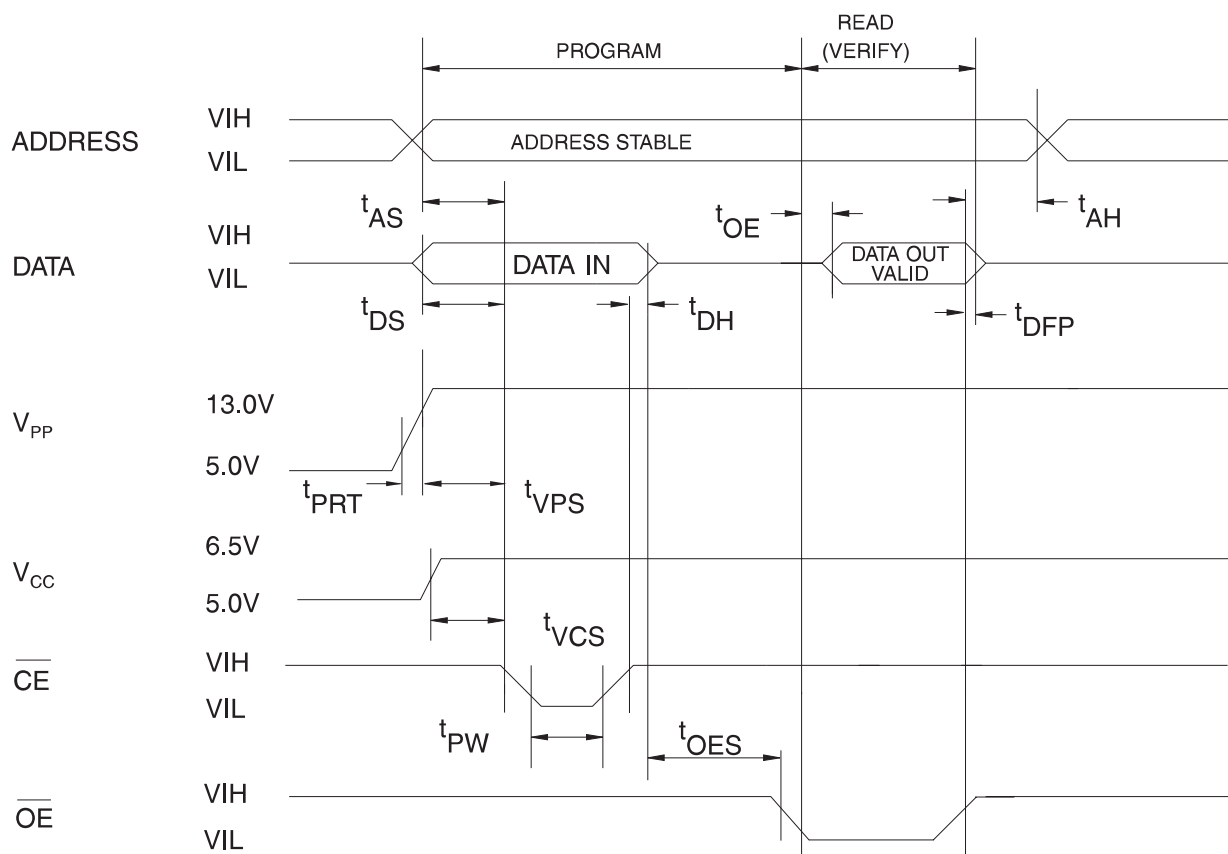 READ
PROGRAM (VERIFY)
ADDRESS VIH
VIL
ADDRESS STABLE
tAS tOE tAH
DATA VIH
VIL
DATA IN DATA OUT
VALID
tDS tDH tDFP
VPP 13.0V
5.0V
tPRT tVPS
VCC 6.5V
5.0V
tVCS
CE VIH
VIL
tPW tOES
OE VIH
VIL